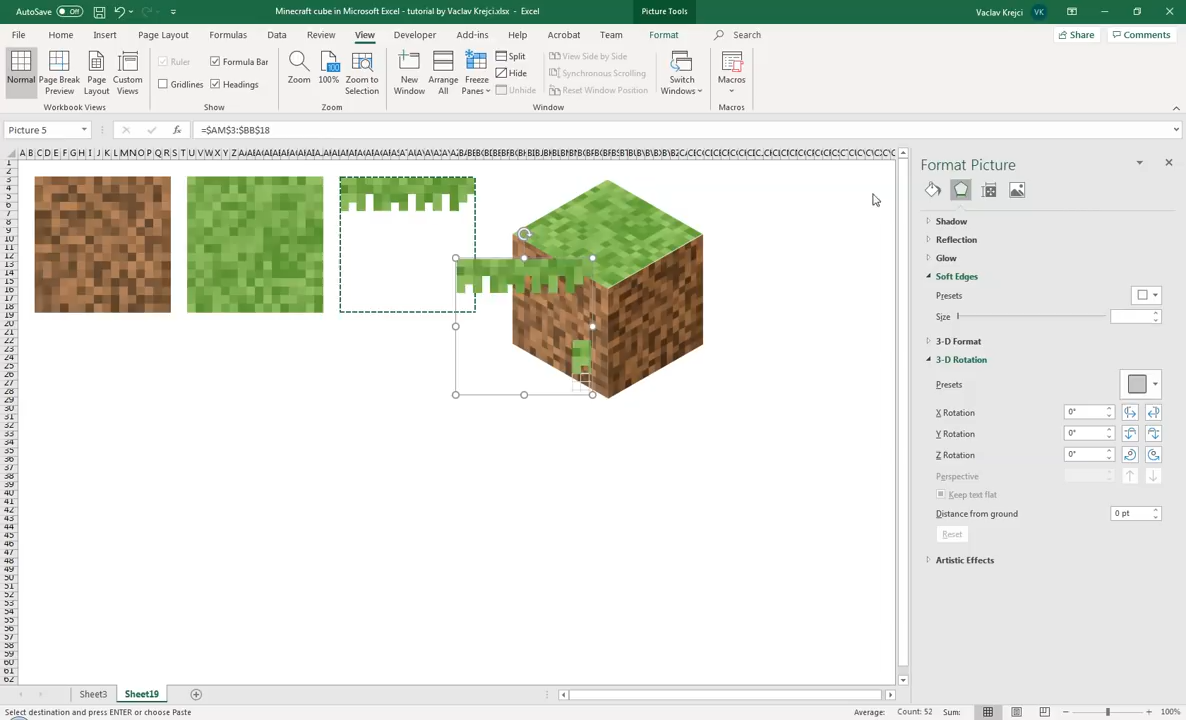 AutoSave Off
Minecraft cube in Microsoft Excel - tutorial by Vaclav Krejci.xlsx - Excel
Picture Tools
Vaclav Krejci VK
File Home Insert Page Layout Formulas Data Review View Developer Add-ins Help Acrobat Team Format Search
Share Comments
Normal
Page Break Preview
Page Layout
Custom Views
Workbook Views
Ruler Formula Bar
Gridlines Headings
Show
Zoom
100%
Zoom to Selection
Zoom
New Window
Arrange All
Freeze Panes
Split
Hide
Unhide
View Side by Side
Synchronous Scrolling
Reset Window Position
Window
Switch Windows
Macros
Macros
Picture 5
fx
=$AM$3:$BB$18
Format Picture
Shadow
Reflection
Glow
Soft Edges
Presets
Size
3-D Format
3-D Rotation
Presets
X Rotation 0°
Y Rotation 0°
Z Rotation 0°
Perspective
Keep text flat
Distance from ground 0 pt
Reset
Artistic Effects
Sheet3 Sheet19
Select destination and press ENTER or choose Paste
Average: Count: 52 Sum: 100%